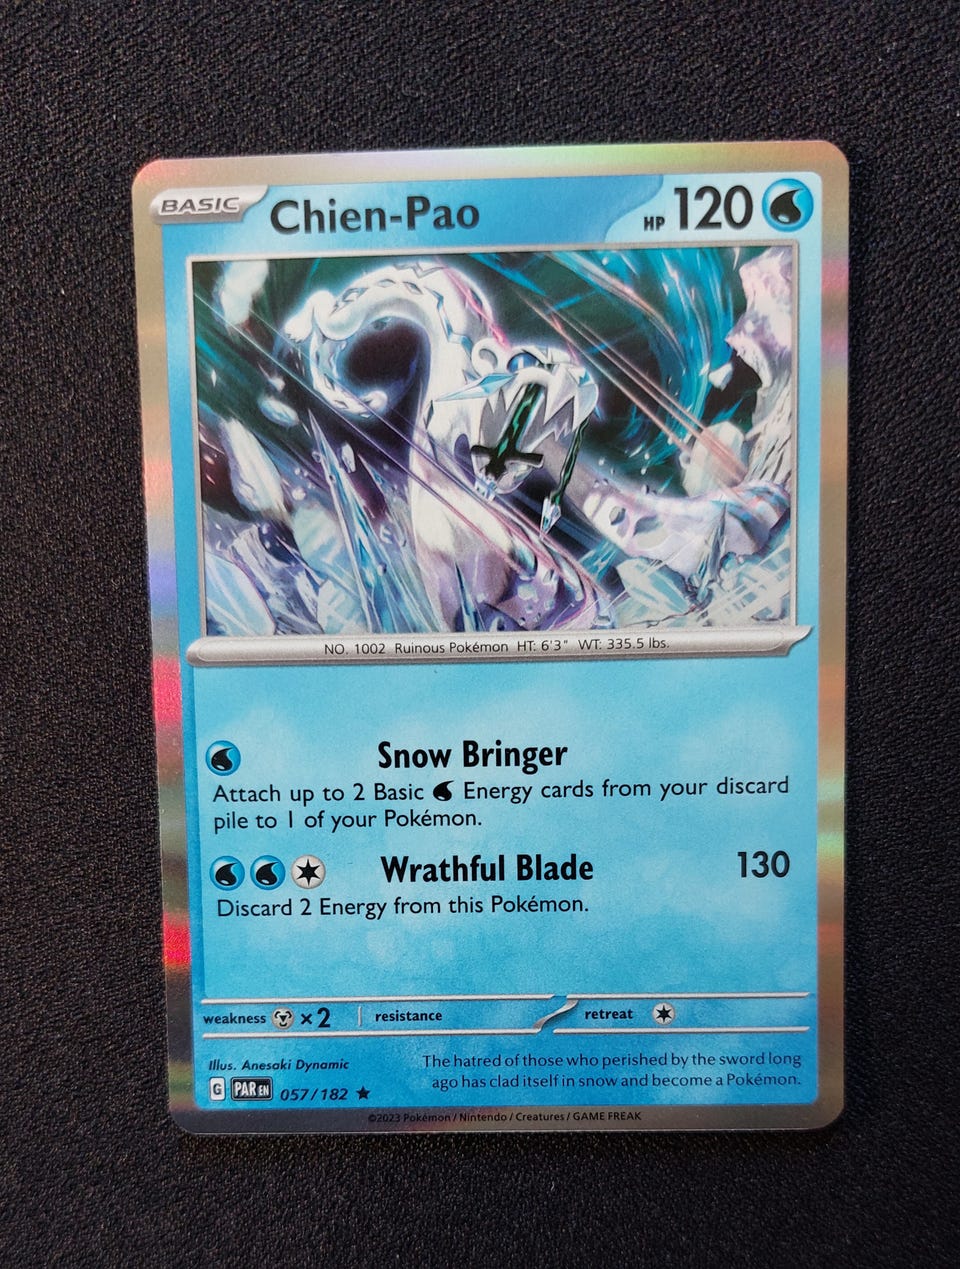 BASIC Chien-Pao HP 120
NO. 1002 Ruinous Pokémon HT: 6'3" WT: 335.5 lbs.
Snow Bringer
Attach up to 2 Basic Energy cards from your discard
pile to 1 of your Pokémon.
Wrathful Blade 130
Discard 2 Energy from this Pokémon.
weakness ×2 resistance retreat
Illus. Anesaki Dynamic
The hatred of those who perished by the sword long
ago has clad itself in snow and become a Pokémon.
G PAR EN 057/182 ★
©2023 Pokémon / Nintendo / Creatures / GAME FREAK